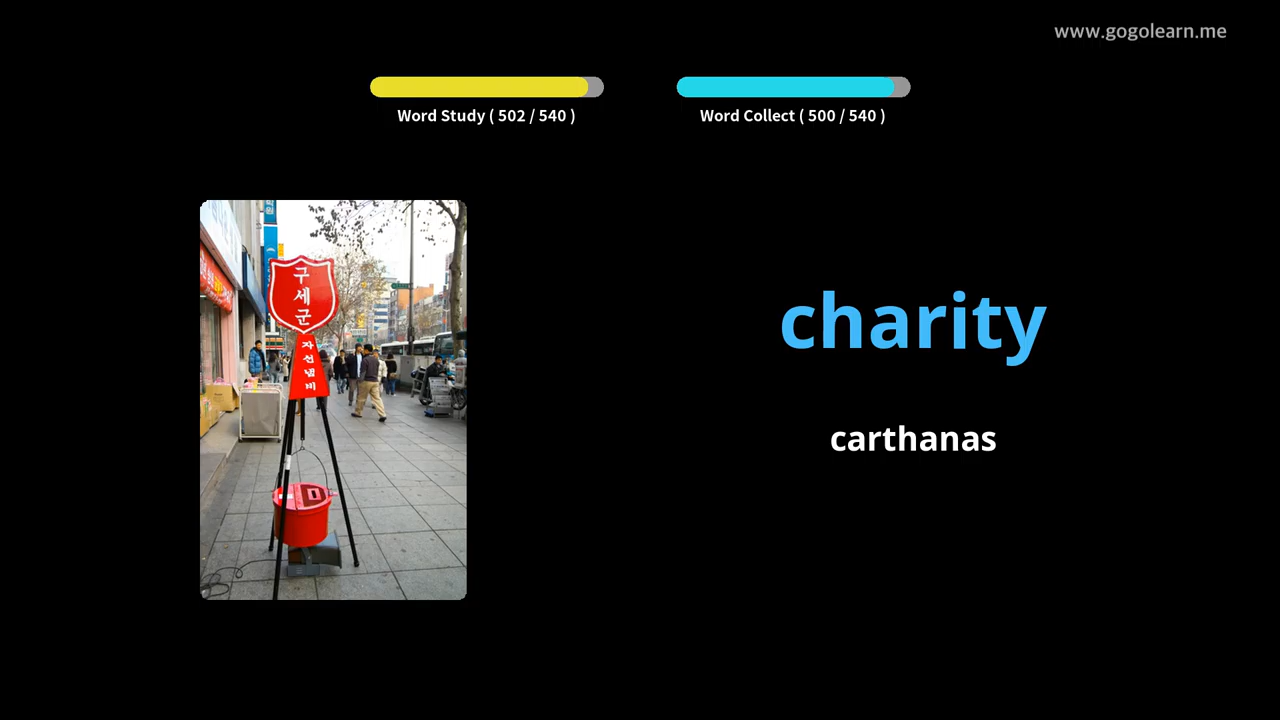 www.gogolearn.me
Word Study ( 502 / 540 )
Word Collect ( 500 / 540 )
구
세
군
자
선
냄
비
charity
carthanas